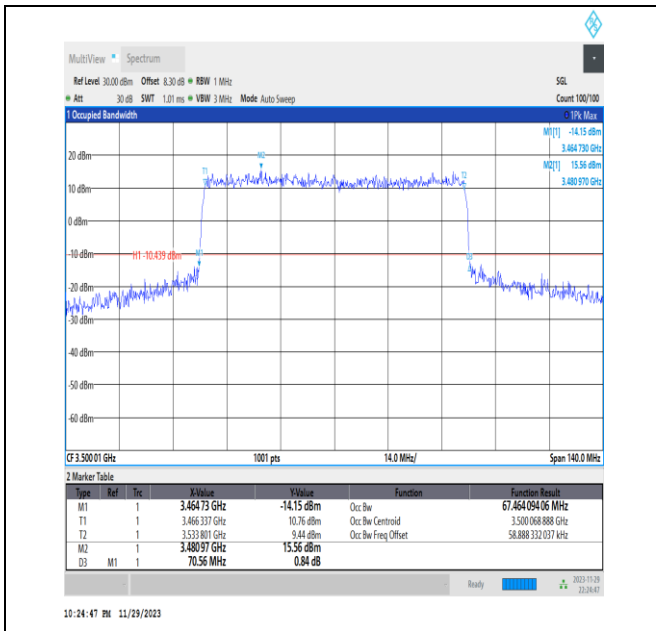 MultiView Spectrum
Ref Level 30.00 dBm Offset 8.30 dB RBW 1 MHz SGL
Att 30 dB SWT 1.01 ms VBW 3 MHz Mode Auto Sweep Count 100/100
1 Occupied Bandwidth 1Pk Max
M1[1] -14.15 dBm
3.464 730 GHz
M2[1] 15.56 dBm
3.480 970 GHz
20 dBm
M2
T1
10 dBm
0 dBm
-10 dBm
H1 -10.439 dBm
M1
-20 dBm
-30 dBm
-40 dBm
-50 dBm
-60 dBm
CF 3.500 01 GHz 1001 pts 14.0 MHz/ Span 140.0 MHz
2 Marker Table
Type Ref Trc X-Value Y-Value Function Function Result
M1 1 3.464 73 GHz -14.15 dBm Occ Bw 67.464 094 06 MHz
T1 1 3.466 337 GHz 10.76 dBm Occ Bw Centroid 3.500 068 888 GHz
T2 1 3.533 801 GHz 9.44 dBm Occ Bw Freq Offset 58.888 332 037 kHz
M2 1 3.480 97 GHz 15.56 dBm
D3 M1 1 70.56 MHz 0.84 dB
Ready 2023-11-29
22:24:47
10:24:47 PM 11/29/2023